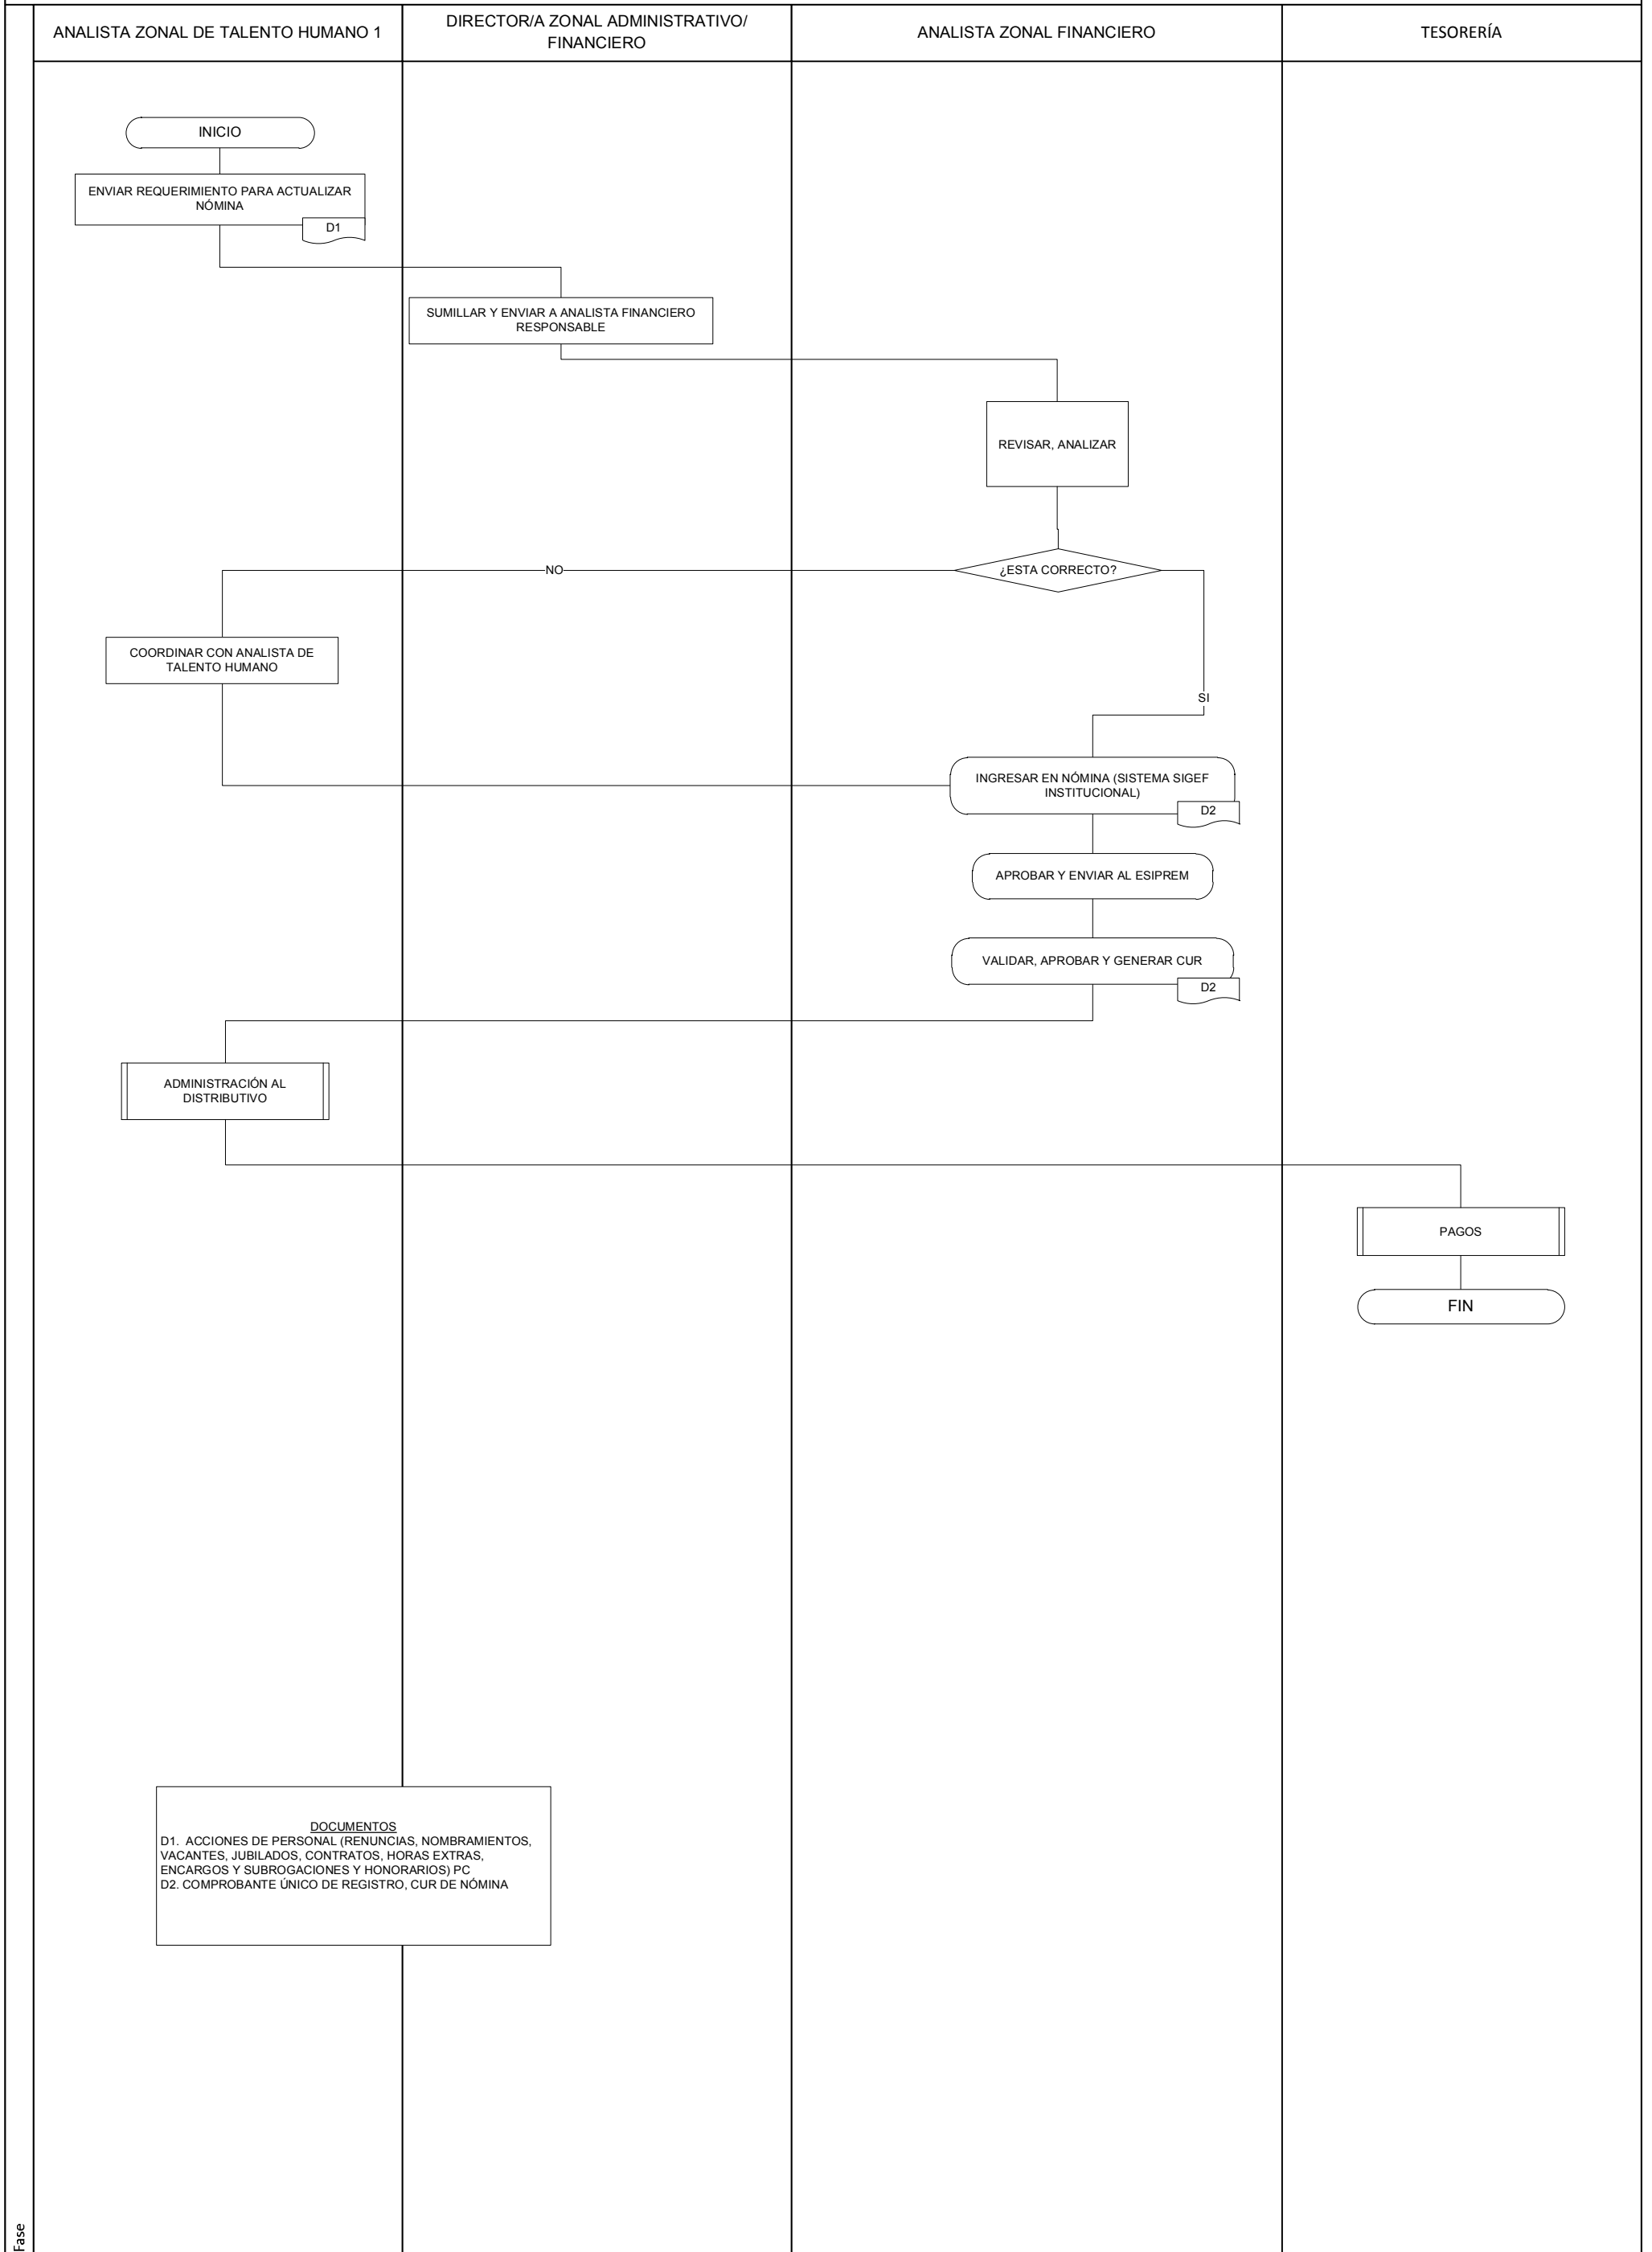 ANALISTA ZONAL DE TALENTO HUMANO 1
DIRECTOR/A ZONAL ADMINISTRATIVO/
FINANCIERO
ANALISTA ZONAL FINANCIERO
TESORERÍA
INICIO
ENVIAR REQUERIMIENTO PARA ACTUALIZAR
NÓMINA
D1
SUMILLAR Y ENVIAR A ANALISTA FINANCIERO
RESPONSABLE
REVISAR, ANALIZAR
¿ESTA CORRECTO?
NO
COORDINAR CON ANALISTA DE
TALENTO HUMANO
SI
INGRESAR EN NÓMINA (SISTEMA SIGEF
INSTITUCIONAL)
D2
APROBAR Y ENVIAR AL ESIPREM
VALIDAR, APROBAR Y GENERAR CUR
D2
ADMINISTRACIÓN AL
DISTRIBUTIVO
PAGOS
FIN
DOCUMENTOS
D1. ACCIONES DE PERSONAL (RENUNCIAS, NOMBRAMIENTOS,
VACANTES, JUBILADOS, CONTRATOS, HORAS EXTRAS,
ENCARGOS Y SUBROGACIONES Y HONORARIOS) PC
D2. COMPROBANTE ÚNICO DE REGISTRO, CUR DE NÓMINA
Fase